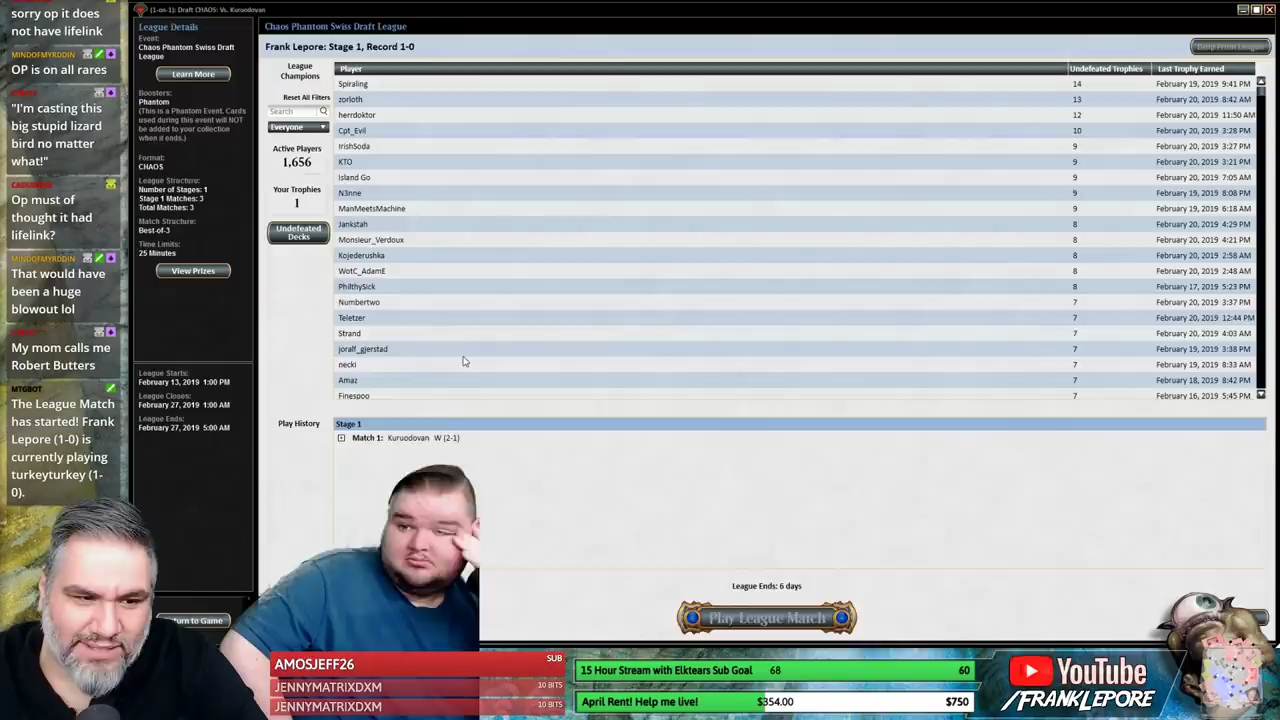 sorry op it does
not have lifelink
MINDOFMYRDDIN
OP is on all rares
"I'm casting this
big stupid lizard
bird no matter
what!"
Op must of
thought it had
lifelink?
MINDOFMYRDDIN
That would have
been a huge
blowout lol
My mom calls me
Robert Butters
MTGBOT
The League Match
has started! Frank
Lepore (1-0) is
currently playing
turkeyturkey (1-
0).
(1-on-1): Draft CHAOS: Vs. Kuruodovan
League Details
Event:
Chaos Phantom Swiss Draft
League
Learn More
Boosters:
Phantom
(This is a Phantom Event. Cards
used during this event will NOT
be added to your collection
when it ends.)
Format:
CHAOS
League Structure:
Number of Stages: 1
Stage 1 Matches: 3
Total Matches: 3
Match Structure:
Best-of-3
Time Limits:
25 Minutes
View Prizes
League Starts:
February 13, 2019 1:00 PM
League Closes:
February 27, 2019 1:00 AM
League Ends:
February 27, 2019 5:00 AM
Return to Game
Chaos Phantom Swiss Draft League
Frank Lepore: Stage 1, Record 1-0
Drop From League
League
Champions
Reset All Filters
Search
Everyone
Active Players
1,656
Your Trophies
1
Undefeated
Decks
Player Undefeated Trophies Last Trophy Earned
Spiraling 14 February 19, 2019 9:41 PM
zorloth 13 February 20, 2019 8:42 AM
herrdoktor 12 February 20, 2019 11:50 AM
Cpt_Evil 10 February 20, 2019 3:28 PM
IrishSoda 9 February 20, 2019 3:27 PM
KTO 9 February 20, 2019 3:21 PM
Island Go 9 February 20, 2019 7:05 AM
N3nne 9 February 19, 2019 8:08 PM
ManMeetsMachine 9 February 19, 2019 6:18 AM
Jankstah 8 February 20, 2019 4:29 PM
Monsieur_Verdoux 8 February 20, 2019 4:21 PM
Kojederushka 8 February 20, 2019 2:58 AM
WotC_AdamE 8 February 20, 2019 2:48 AM
PhilthySick 8 February 17, 2019 5:23 PM
Numbertwo 7 February 20, 2019 3:37 PM
Teletzer 7 February 20, 2019 12:44 PM
Strand 7 February 20, 2019 4:03 AM
joralf_gjerstad 7 February 19, 2019 3:38 PM
necki 7 February 19, 2019 8:33 AM
Amaz 7 February 18, 2019 8:42 PM
Finespoo 7 February 16, 2019 5:45 PM
Play History
Stage 1
Match 1: Kuruodovan W (2-1)
League Ends: 6 days
Play League Match
AMOSJEFF26 SUB
JENNYMATRIXDXM 10 BITS
JENNYMATRIXDXM 10 BITS
15 Hour Stream with Elktears Sub Goal 68 60
April Rent! Help me live! $354.00 $750
YouTube
/FRANKLEPORE